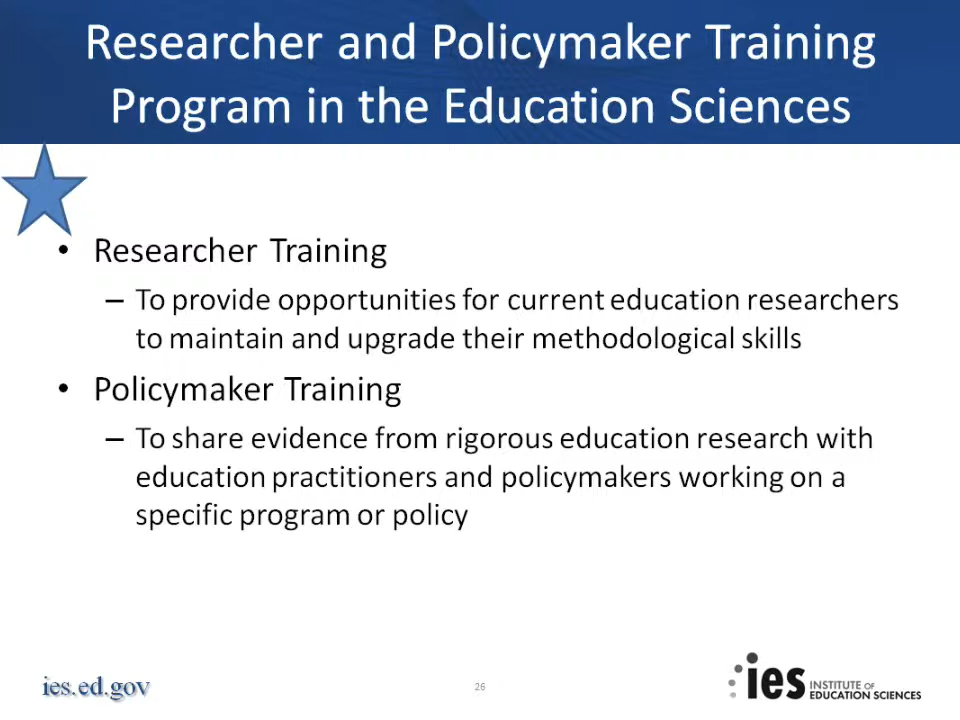 Researcher and Policymaker Training
Program in the Education Sciences
• Researcher Training
– To provide opportunities for current education researchers
to maintain and upgrade their methodological skills
• Policymaker Training
– To share evidence from rigorous education research with
education practitioners and policymakers working on a
specific program or policy
ies.ed.gov
26
ies INSTITUTE OF
EDUCATION SCIENCES